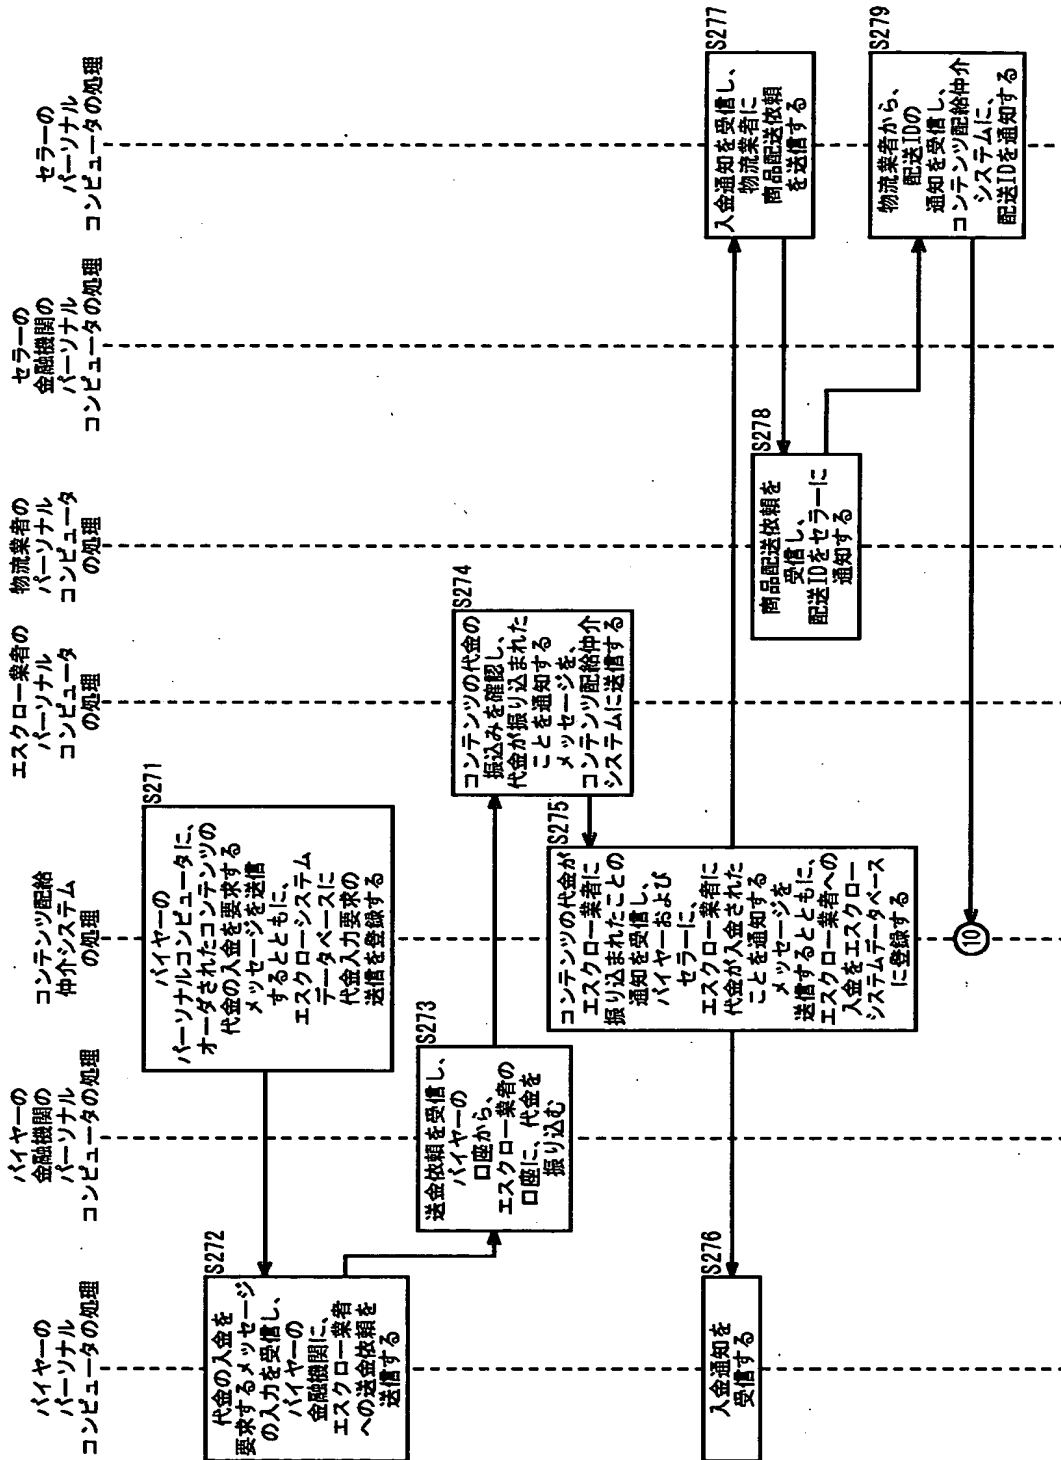 バイヤーの
パーソナル
コンピュータの処理
バイヤーの
金融機関の
パーソナル
コンピュータの処理
コンテンツ配給
仲介システム
の処理
エスクロー業者の
パーソナル
コンピュータ
の処理
物流業者の
パーソナル
コンピュータ
の処理
セラーの
金融機関の
パーソナル
コンピュータの処理
セラーの
パーソナル
コンピュータの処理
S271
バイヤーの
パーソナルコンピュータに、
オーダされたコンテンツの
代金の入金を要求する
メッセージを送信
するとともに、
エスクローシステム
データベースに
代金入力要求の
送信を登録する
S272
代金の入金を
要求するメッセージ
の入力を受信し、
バイヤーの
金融機関に、
エスクロー業者
への送金依頼を
送信する
S273
送金依頼を受信し、
バイヤーの
口座から、
エスクロー業者の
口座に、代金を
振り込む
S274
コンテンツの代金の
振込みを確認し、
代金が振り込まれた
ことを通知する
メッセージを、
コンテンツ配給仲介
システムに送信する
S275
コンテンツの代金が
エスクロー業者に
振り込まれたことの
通知を受信し、
バイヤーおよび
セラーに、
エスクロー業者に
代金が入金された
ことを通知する
メッセージを
送信するとともに、
エスクロー業者への
入金をエスクロー
システムデータベース
に登録する
S276
入金通知を
受信する
S277
入金通知を受信し、
物流業者に
商品配送依頼
を送信する
S278
商品配送依頼を
受信し、
配送IDをセラーに
通知する
S279
物流業者から、
配送IDの
通知を受信し、
コンテンツ配給仲介
システムに、
配送IDを通知する
10